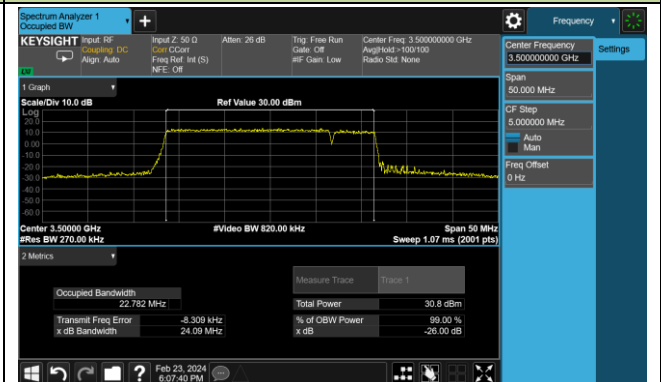 Spectrum Analyzer 1
Occupied BW
Frequency
KEYSIGHT Input: RF
Coupling: DC
Align: Auto
Input Z: 50 Ω
Corr CCorr
Freq Ref: Int (S)
NFE: Off
Atten: 26 dB
Trig: Free Run
Gate: Off
#IF Gain: Low
Center Freq: 3.500000000 GHz
Avg|Hold:>100/100
Radio Std: None
Center Frequency
3.500000000 GHz
Settings
Span
50.000 MHz
CF Step
5.000000 MHz
Auto
Man
Freq Offset
0 Hz
1 Graph
Scale/Div 10.0 dB
Ref Value 30.00 dBm
Log
20.0
10.0
0.00
-10.0
-20.0
-30.0
-40.0
-50.0
-60.0
Center 3.50000 GHz
#Video BW 820.00 kHz
Span 50 MHz
#Res BW 270.00 kHz
Sweep 1.07 ms (2001 pts)
2 Metrics
Measure Trace
Trace 1
Occupied Bandwidth
22.782 MHz
Total Power
30.8 dBm
Transmit Freq Error
-8.309 kHz
% of OBW Power
99.00 %
x dB Bandwidth
24.09 MHz
x dB
-26.00 dB
Feb 23, 2024
6:07:40 PM